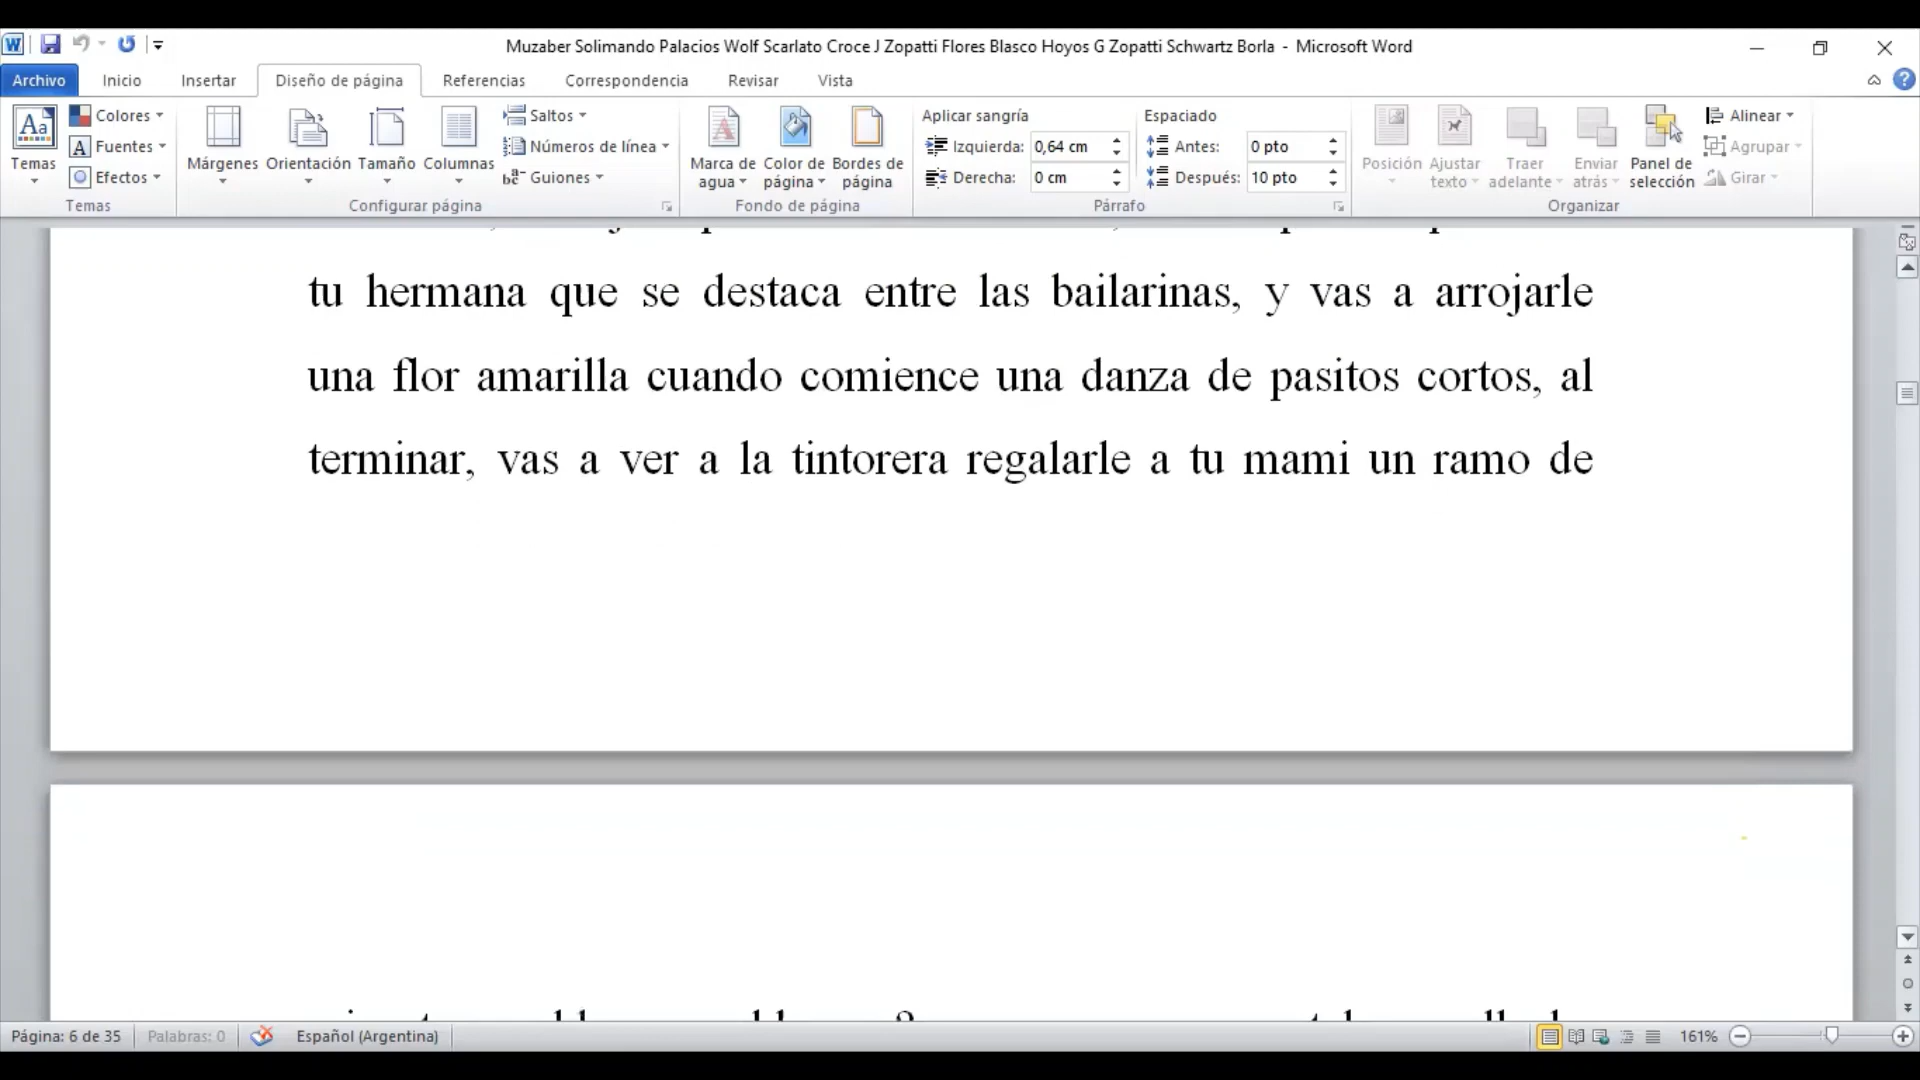 Muzaber Solimando Palacios Wolf Scarlato Croce J Zopatti Flores Blasco Hoyos G Zopatti Schwartz Borla - Microsoft Word
Archivo Inicio Insertar Diseño de página Referencias Correspondencia Revisar Vista
Temas
Colores
Fuentes
Efectos
Temas
Márgenes Orientación Tamaño Columnas
Saltos
Números de línea
Guiones
Configurar página
Marca de agua
Color de página
Bordes de página
Fondo de página
Aplicar sangría
Izquierda: 0,64 cm
Derecha: 0 cm
Espaciado
Antes: 0 pto
Después: 10 pto
Párrafo
Posición
Ajustar texto
Traer adelante
Enviar atrás
Panel de selección
Alinear
Agrupar
Girar
Organizar
tu hermana que se destaca entre las bailarinas, y vas a arrojarle
una flor amarilla cuando comience una danza de pasitos cortos, al
terminar, vas a ver a la tintorera regalarle a tu mami un ramo de
Página: 6 de 35 Palabras: 0 Español (Argentina) 161%